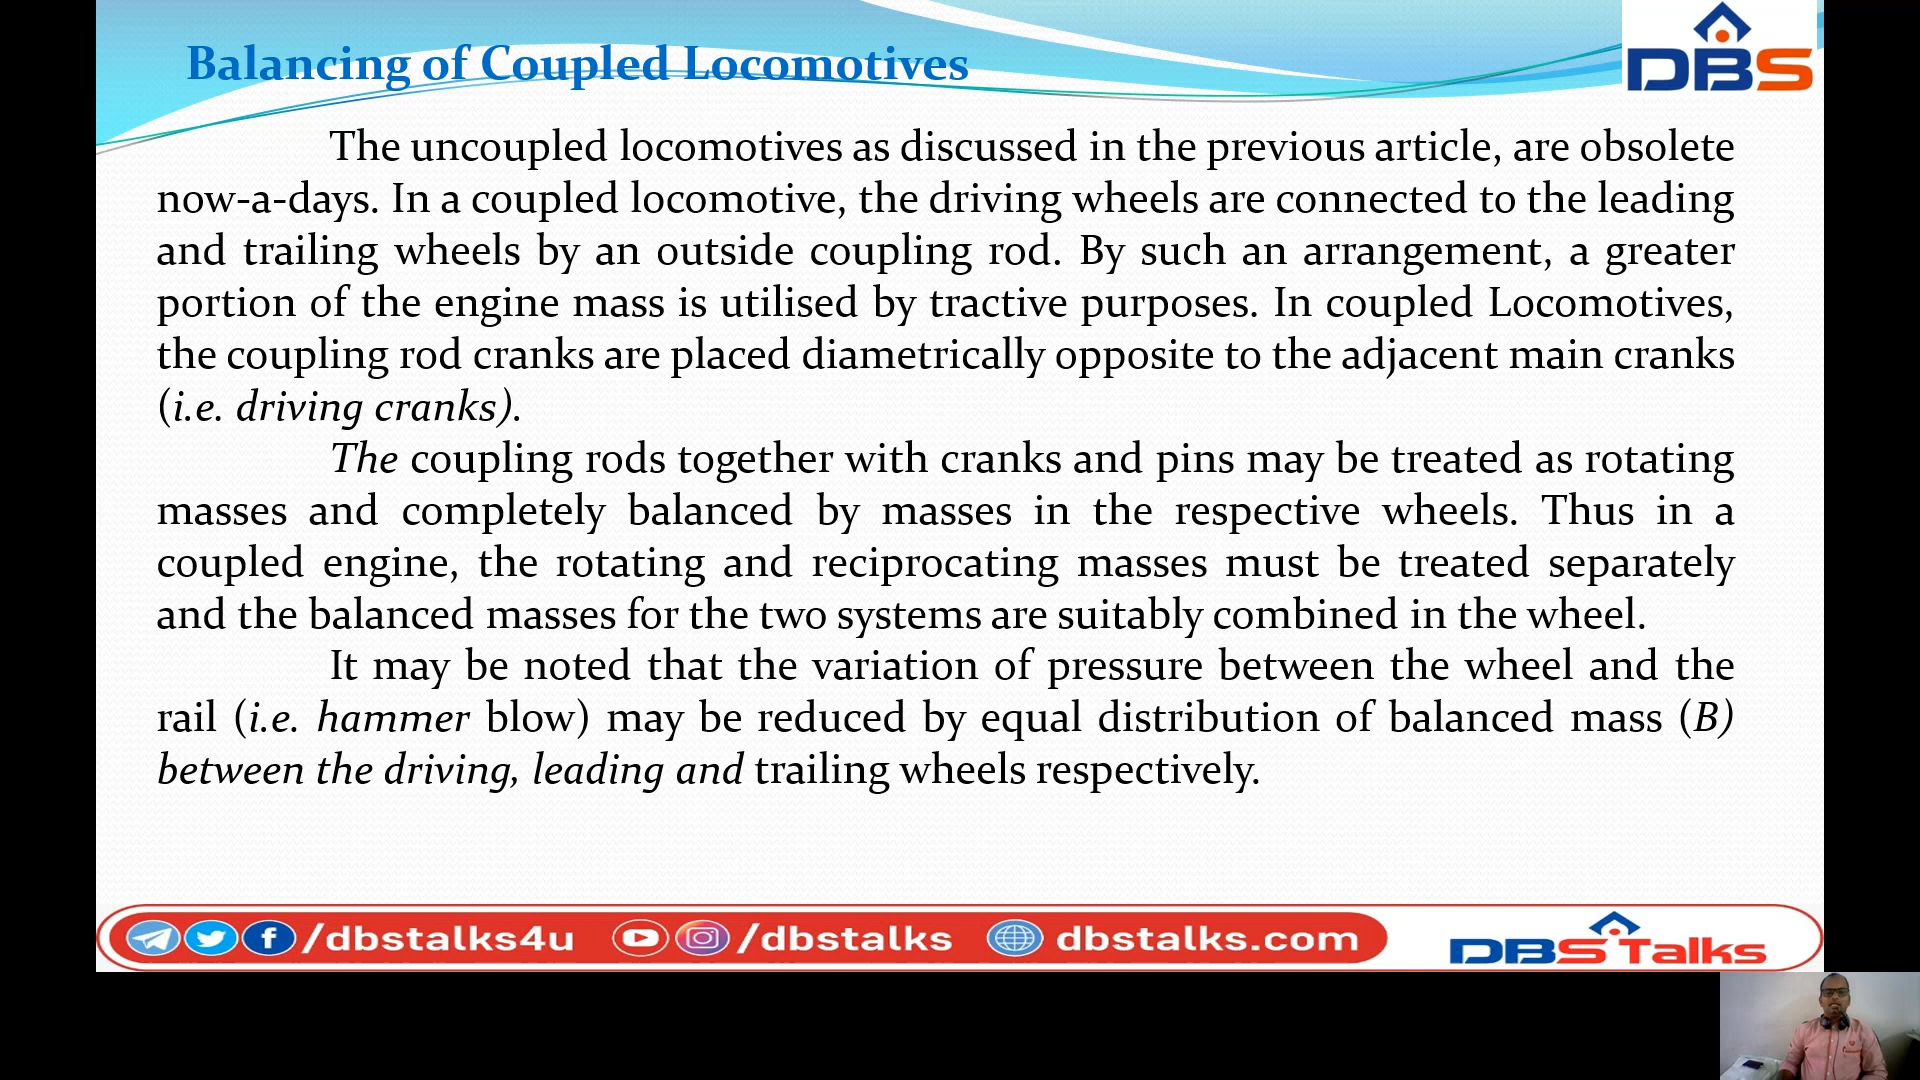 Balancing of Coupled Locomotives
DBS
The uncoupled locomotives as discussed in the previous article, are obsolete
now-a-days. In a coupled locomotive, the driving wheels are connected to the leading
and trailing wheels by an outside coupling rod. By such an arrangement, a greater
portion of the engine mass is utilised by tractive purposes. In coupled Locomotives,
the coupling rod cranks are placed diametrically opposite to the adjacent main cranks
(i.e. driving cranks).
The coupling rods together with cranks and pins may be treated as rotating
masses and completely balanced by masses in the respective wheels. Thus in a
coupled engine, the rotating and reciprocating masses must be treated separately
and the balanced masses for the two systems are suitably combined in the wheel.
It may be noted that the variation of pressure between the wheel and the
rail (i.e. hammer blow) may be reduced by equal distribution of balanced mass (B)
between the driving, leading and trailing wheels respectively.
/dbstalks4u /dbstalks dbstalks.com DBS Talks